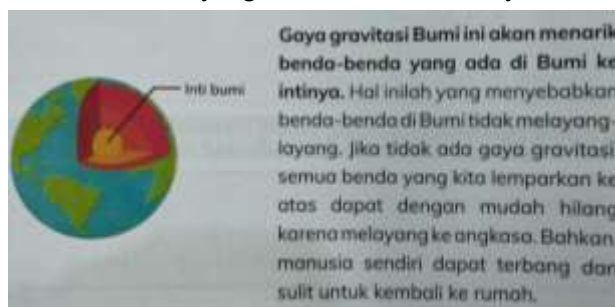 Inti bumi
Gaya gravitasi Bumi ini akan menarik
benda-benda yang ada di Bumi ke
intinya. Hal inilah yang menyebabkan
benda-benda di Bumi tidak melayang-
layang. Jika tidak ada gaya gravitasi,
semua benda yang kita lemparkan ke
atas dapat dengan mudah hilang
karena melayang ke angkasa. Bahkan,
manusia sendiri dapat terbang dan
sulit untuk kembali ke rumah.